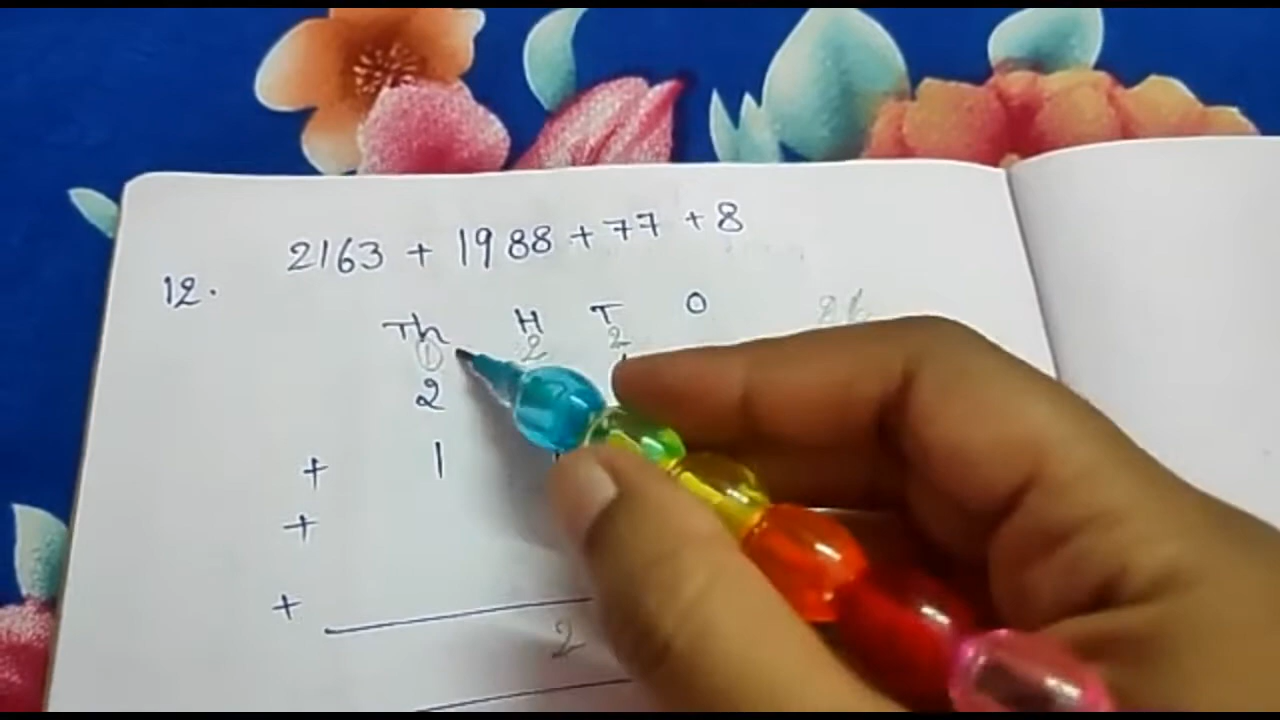 2163 + 1988 + 77 + 8
12.
Th H T O
1 2 2
2
+ 1
+
+
2